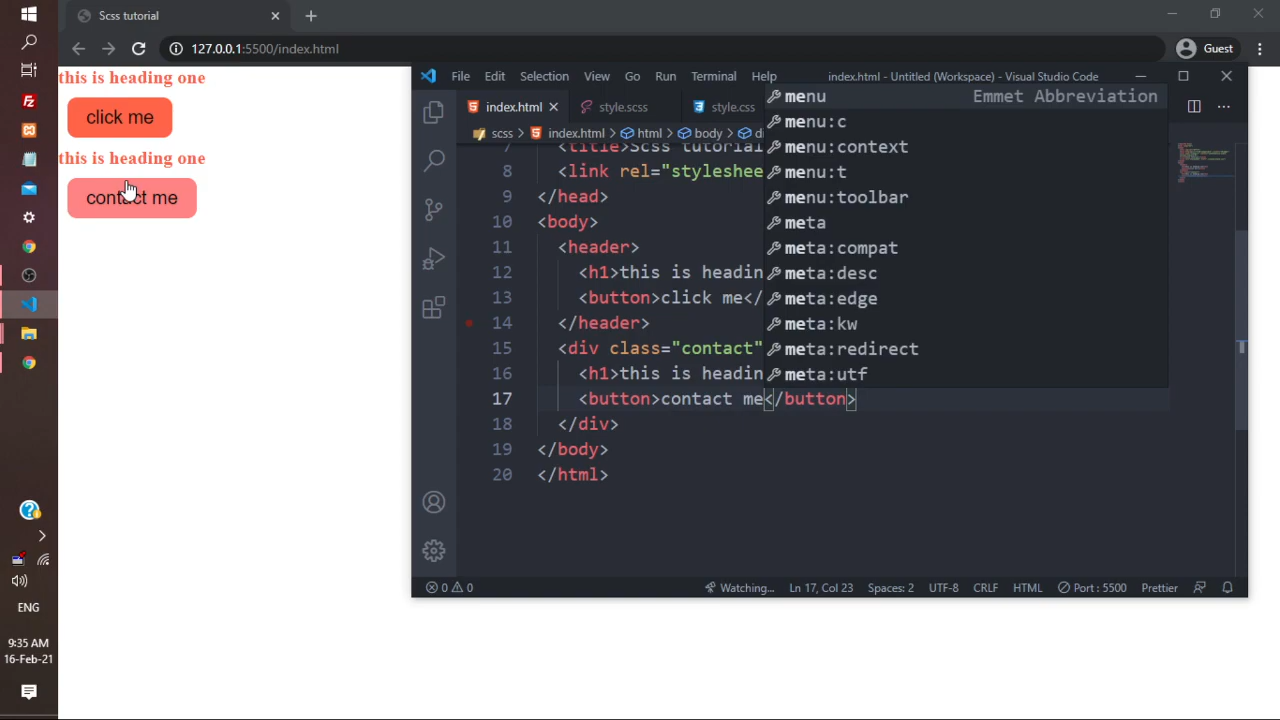 Scss tutorial
127.0.0.1:5500/index.html
Guest
this is heading one
click me
this is heading one
contact me
File Edit Selection View Go Run Terminal Help
index.html - Untitled (Workspace) - Visual Studio Code
index.html
style.scss
style.css
scss > index.html > html > body >
7 <title>Scss tutorial
8 <link rel="styleshee
9 </head>
10 <body>
11 <header>
12 <h1>this is headin
13 <button>click me</
14 </header>
15 <div class="contact"
16 <h1>this is headin
17 <button>contact me</button>
18 </div>
19 </body>
20 </html>
menu Emmet Abbreviation
menu:c
menu:context
menu:t
menu:toolbar
meta
meta:compat
meta:desc
meta:edge
meta:kw
meta:redirect
meta:utf
0 0
Watching... Ln 17, Col 23 Spaces: 2 UTF-8 CRLF HTML Port : 5500 Prettier
ENG
9:35 AM
16-Feb-21